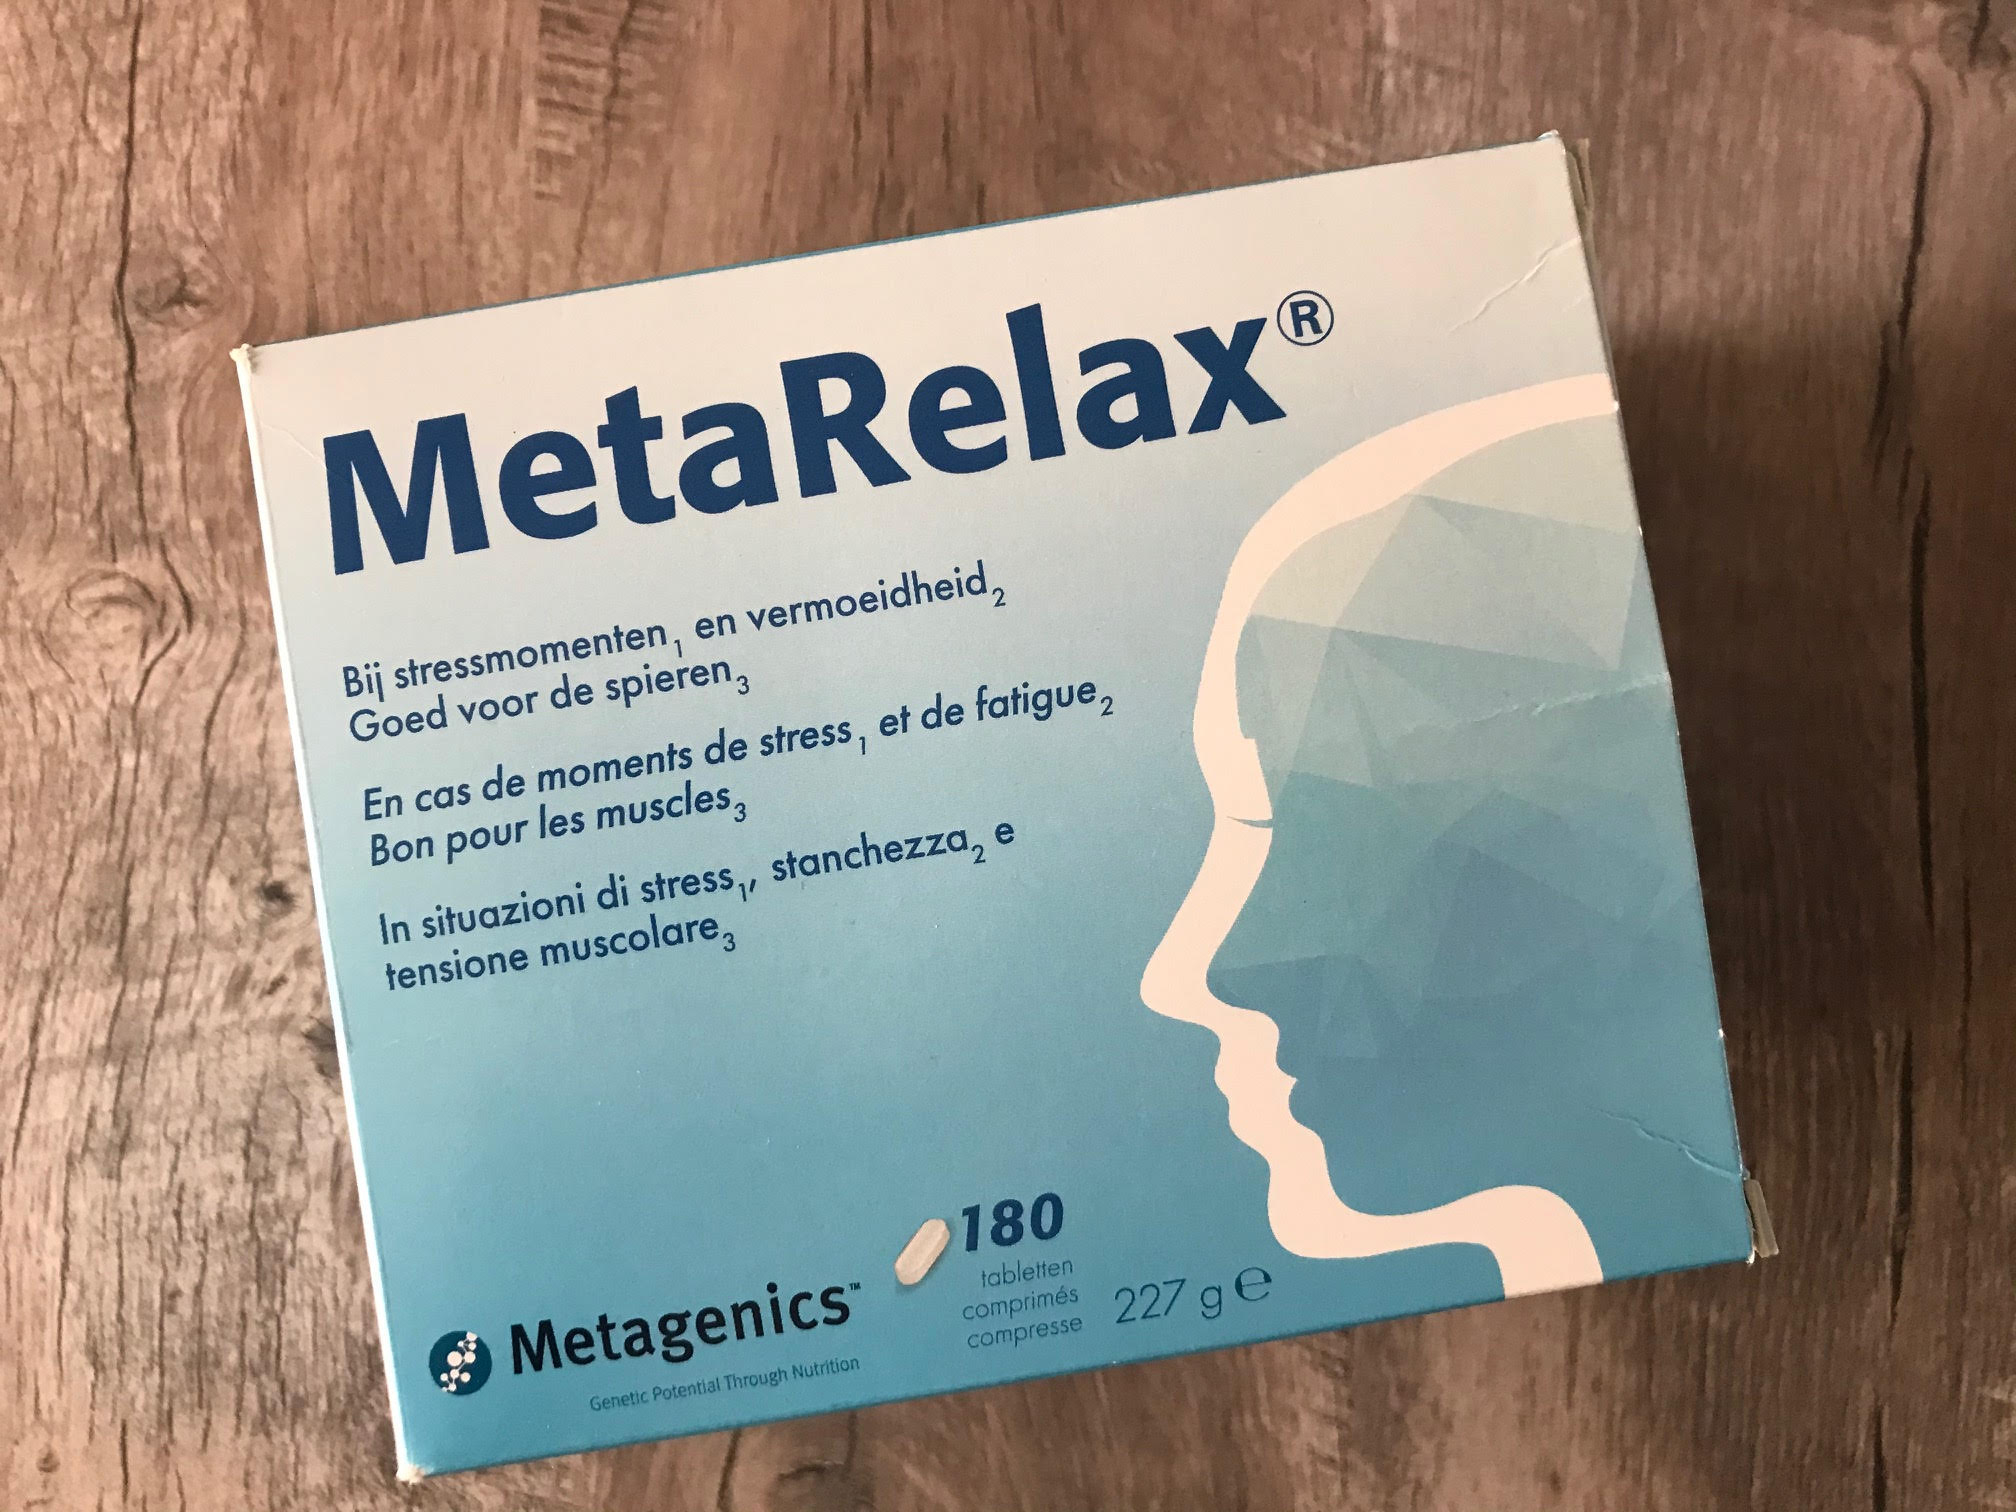 MetaRelax®
Bij stressmomenten₁ en vermoeidheid₂
Goed voor de spieren₃
En cas de moments de stress₁ et de fatigue₂
Bon pour les muscles₃
In situazioni di stress₁, stanchezza₂ e
tensione muscolare₃
180
tabletten
comprimés
compresse
227 g ℮
Metagenics™
Genetic Potential Through Nutrition